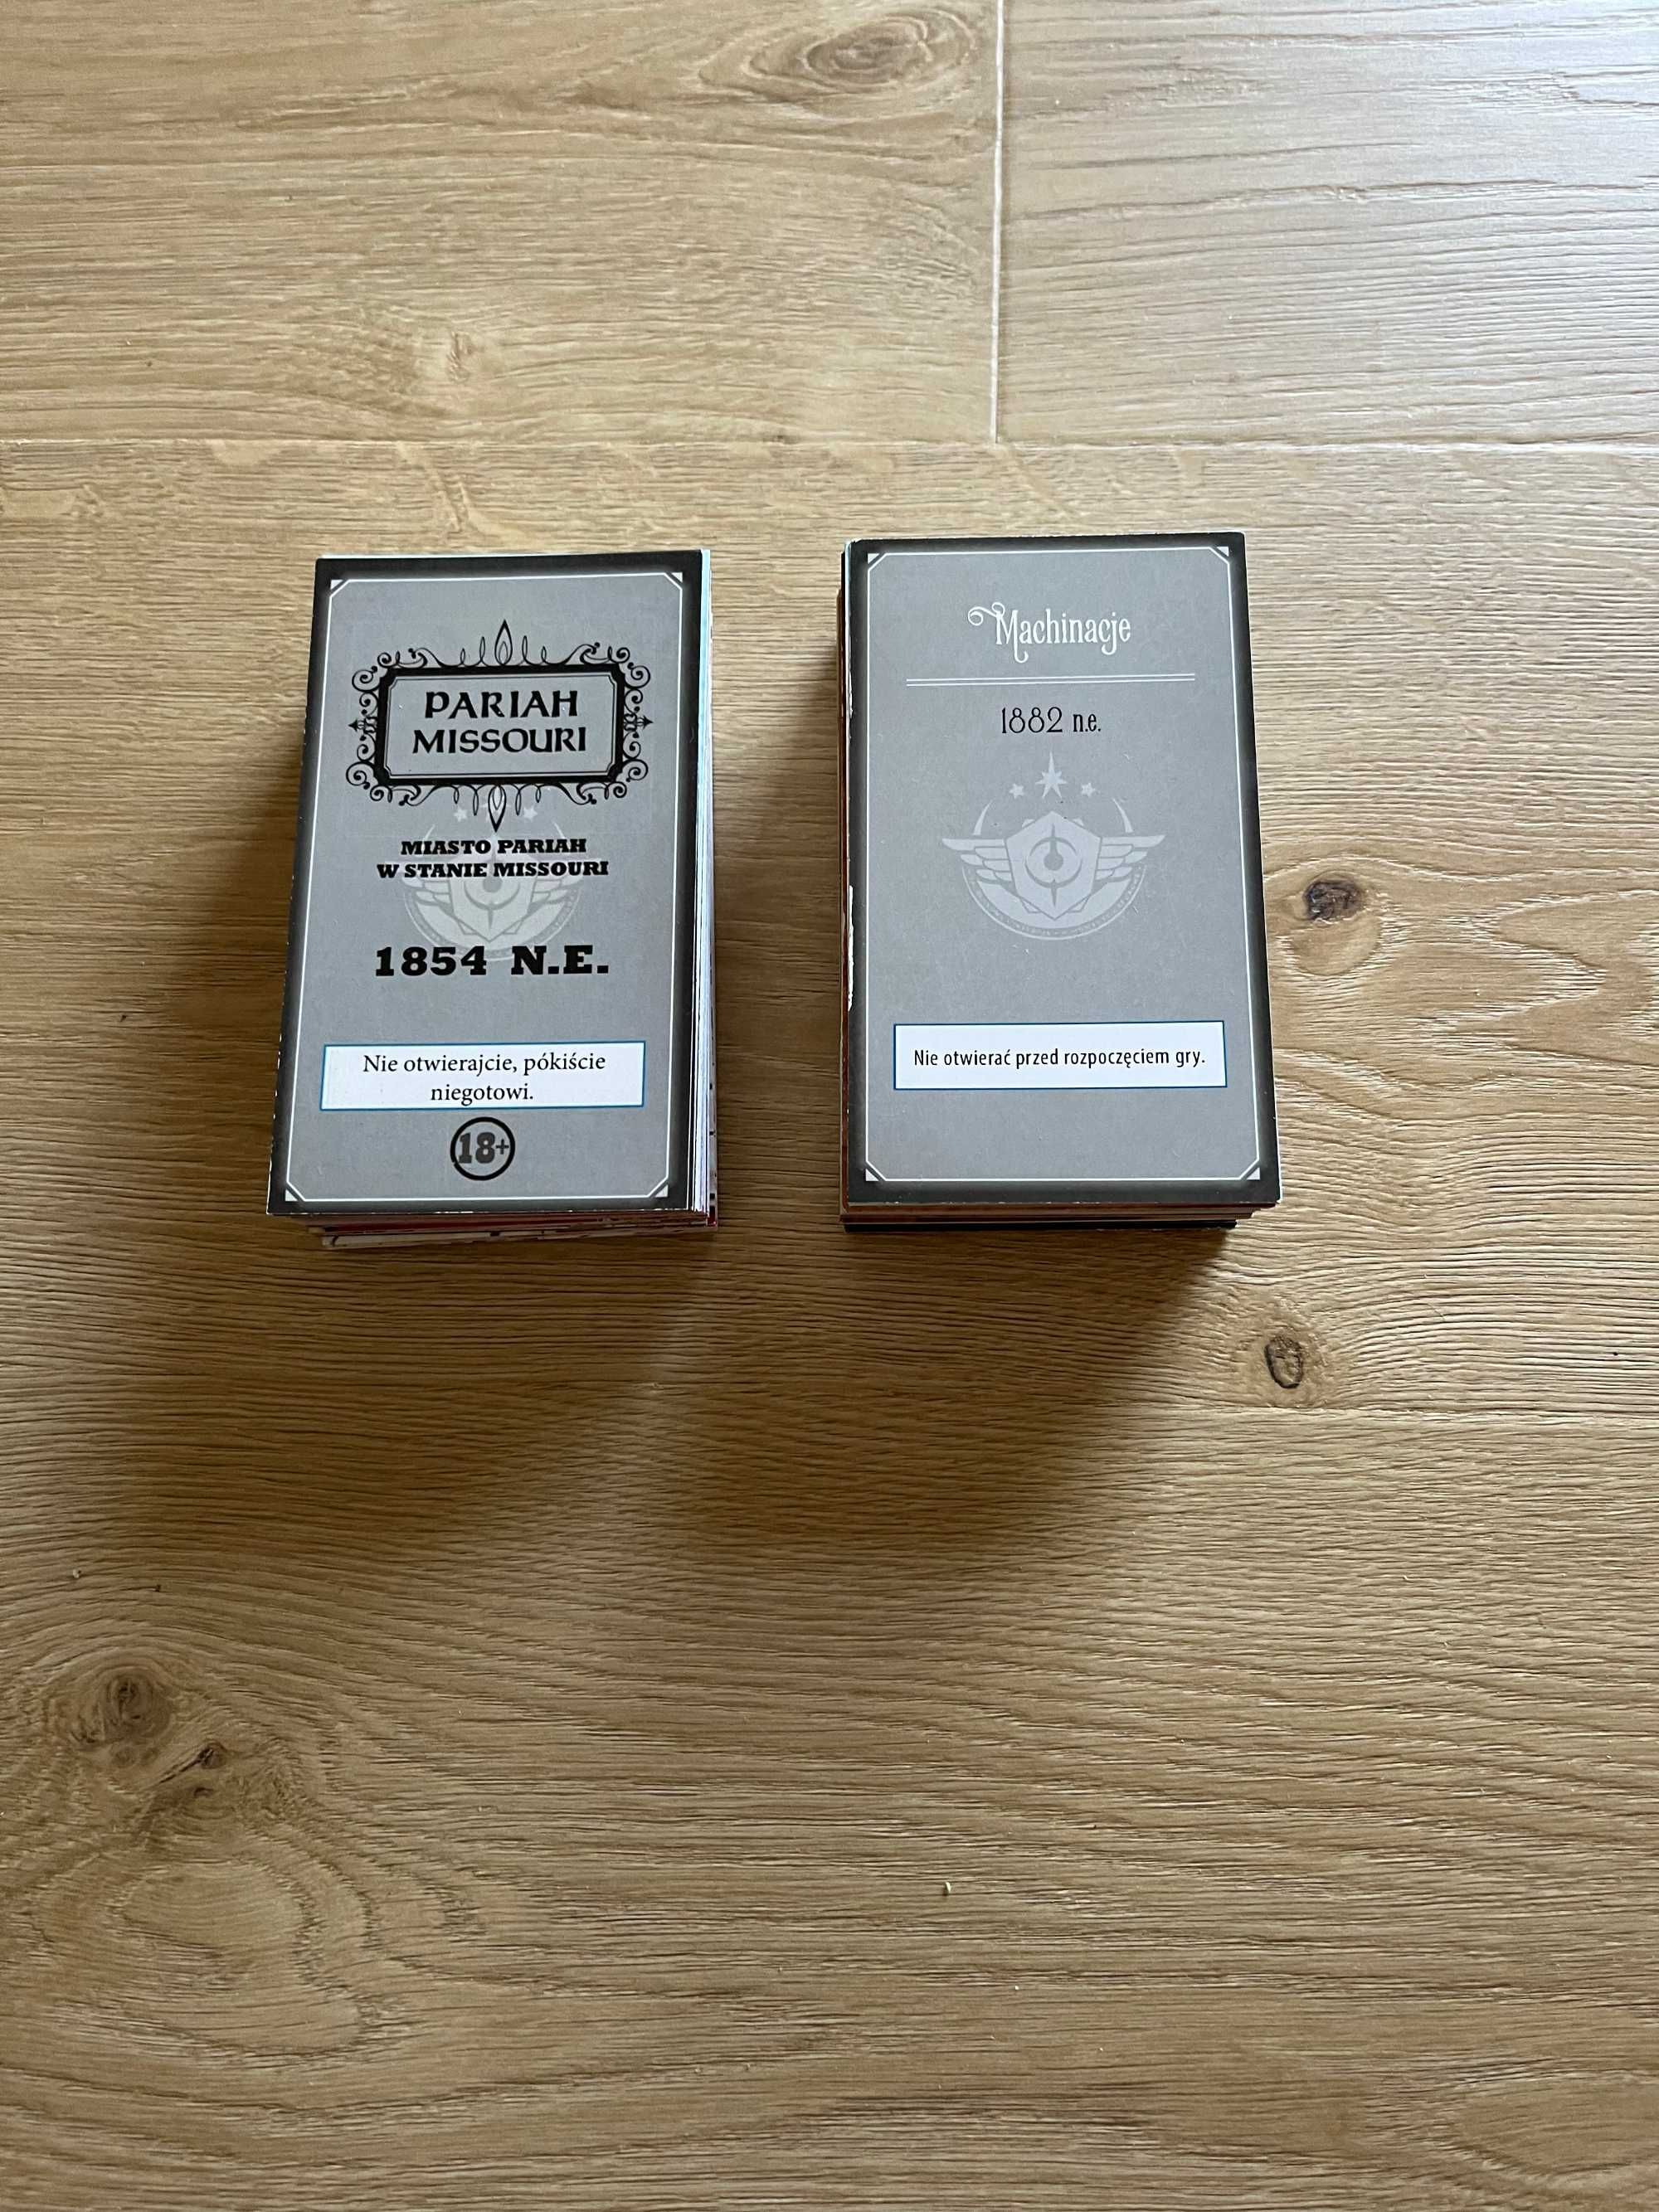 PARIAH
MISSOURI
MIASTO PARIAH
W STANIE MISSOURI
1854 N.E.
Nie otwierajcie, pókiście
niegotowi.
18+
Machinacje
1882 n.e.
Nie otwierać przed rozpoczęciem gry.